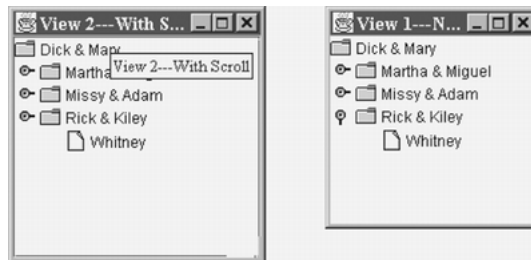 View 2---With S...
Dick & Mary
View 2---With Scroll
Martha
Missy & Adam
Rick & Kiley
Whitney
View 1---N...
Dick & Mary
Martha & Miguel
Missy & Adam
Rick & Kiley
Whitney